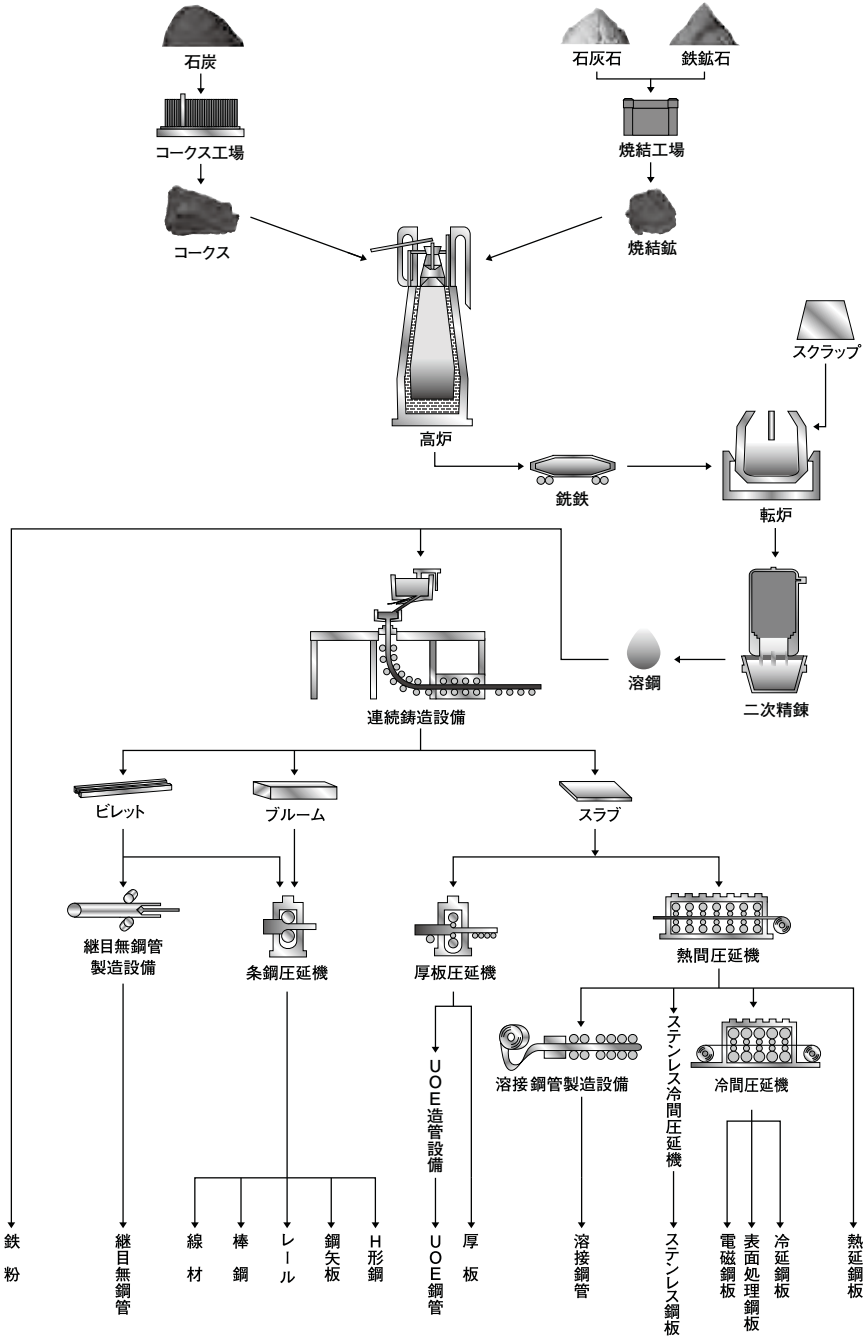 石炭
石灰石
鉄鉱石
コークス工場
焼結工場
コークス
焼結鉱
スクラップ
高炉
銑鉄
転炉
溶鋼
二次精錬
連続鋳造設備
ビレット
ブルーム
スラブ
継目無鋼管
製造設備
条鋼圧延機
厚板圧延機
熱間圧延機
UOE造管設備
溶接鋼管製造設備
ステンレス冷間圧延機
冷間圧延機
鉄粉
継目無鋼管
線材
棒鋼
レール
鋼矢板
H形鋼
UOE鋼管
厚板
溶接鋼管
ステンレス鋼板
電磁鋼板
表面処理鋼板
冷延鋼板
熱延鋼板